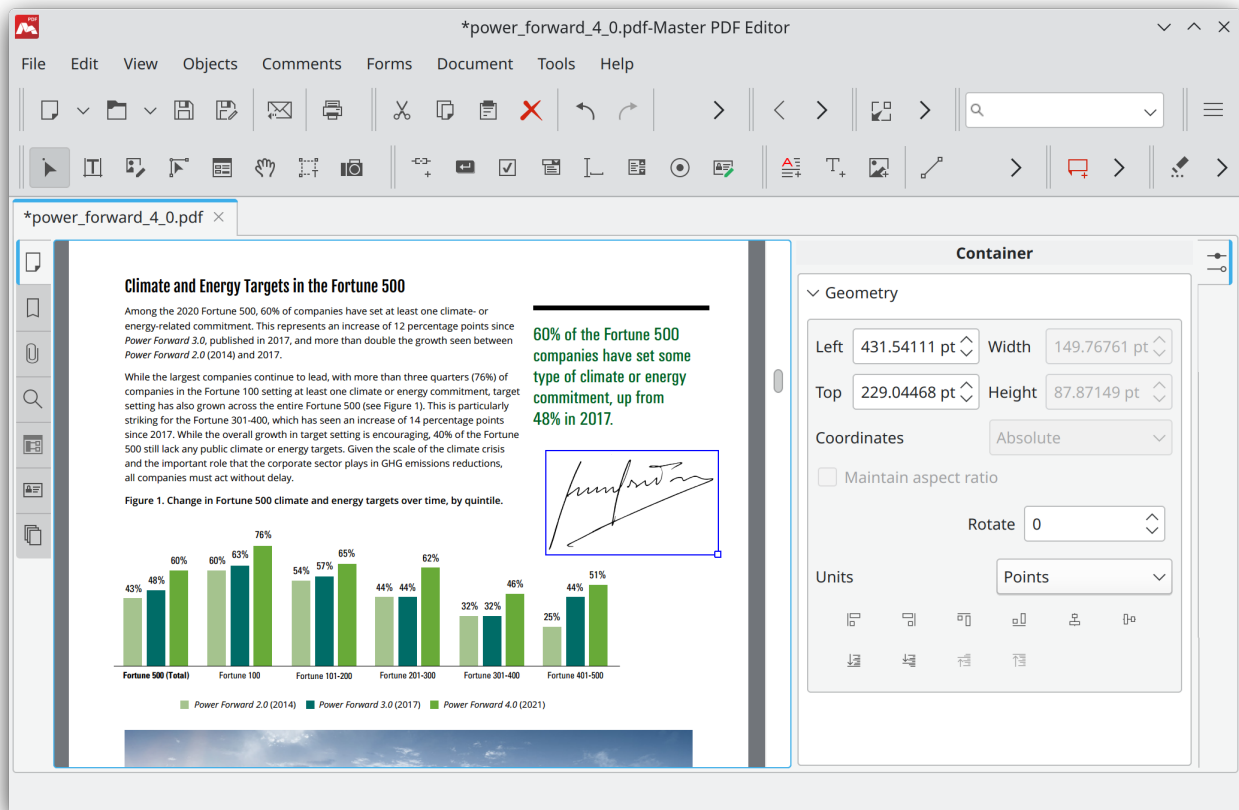 PDF
*power_forward_4_0.pdf-Master PDF Editor
File Edit View Objects Comments Forms Document Tools Help
*power_forward_4_0.pdf
Climate and Energy Targets in the Fortune 500
Among the 2020 Fortune 500, 60% of companies have set at least one climate- or
energy-related commitment. This represents an increase of 12 percentage points since
Power Forward 3.0, published in 2017, and more than double the growth seen between
Power Forward 2.0 (2014) and 2017.
While the largest companies continue to lead, with more than three quarters (76%) of
companies in the Fortune 100 setting at least one climate or energy commitment, target
setting has also grown across the entire Fortune 500 (see Figure 1). This is particularly
striking for the Fortune 301-400, which has seen an increase of 14 percentage points
since 2017. While the overall growth in target setting is encouraging, 40% of the Fortune
500 still lack any public climate or energy targets. Given the scale of the climate crisis
and the important role that the corporate sector plays in GHG emissions reductions,
all companies must act without delay.
60% of the Fortune 500
companies have set some
type of climate or energy
commitment, up from
48% in 2017.
Figure 1. Change in Fortune 500 climate and energy targets over time, by quintile.
43% 48% 60% 60% 63% 76% 54% 57% 65% 44% 44% 62% 32% 32% 46% 25% 44% 51%
Fortune 500 (Total) Fortune 100 Fortune 101-200 Fortune 201-300 Fortune 301-400 Fortune 401-500
Power Forward 2.0 (2014) Power Forward 3.0 (2017) Power Forward 4.0 (2021)
Container
Geometry
Left 431.54111 pt Width 149.76761 pt
Top 229.04468 pt Height 87.87149 pt
Coordinates Absolute
Maintain aspect ratio
Rotate 0
Units Points